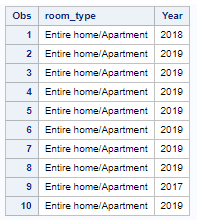 Obs room_type Year
1 Entire home/Apartment 2018
2 Entire home/Apartment 2019
3 Entire home/Apartment 2019
4 Entire home/Apartment 2019
5 Entire home/Apartment 2019
6 Entire home/Apartment 2019
7 Entire home/Apartment 2019
8 Entire home/Apartment 2019
9 Entire home/Apartment 2017
10 Entire home/Apartment 2019